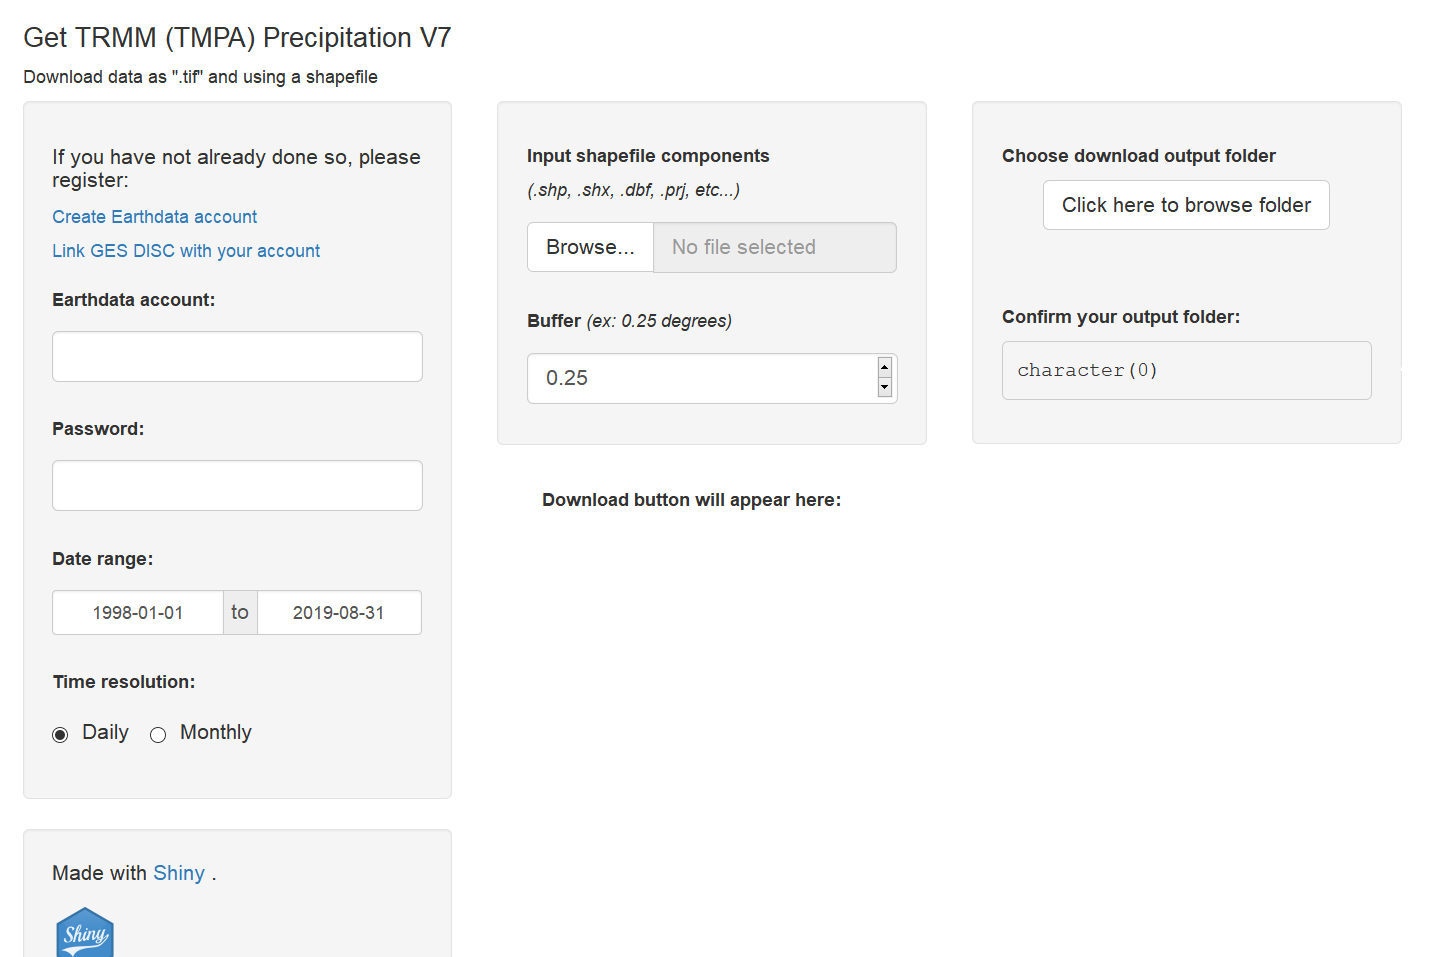 Get TRMM (TMPA) Precipitation V7
Download data as ".tif" and using a shapefile
If you have not already done so, please
register:
Create Earthdata account
Link GES DISC with your account
Earthdata account:
Password:
Date range:
1998-01-01 to 2019-08-31
Time resolution:
Daily Monthly
Made with Shiny .
Shiny
Input shapefile components
(.shp, .shx, .dbf, .prj, etc...)
Browse... No file selected
Buffer (ex: 0.25 degrees)
0.25
Download button will appear here:
Choose download output folder
Click here to browse folder
Confirm your output folder:
character(0)